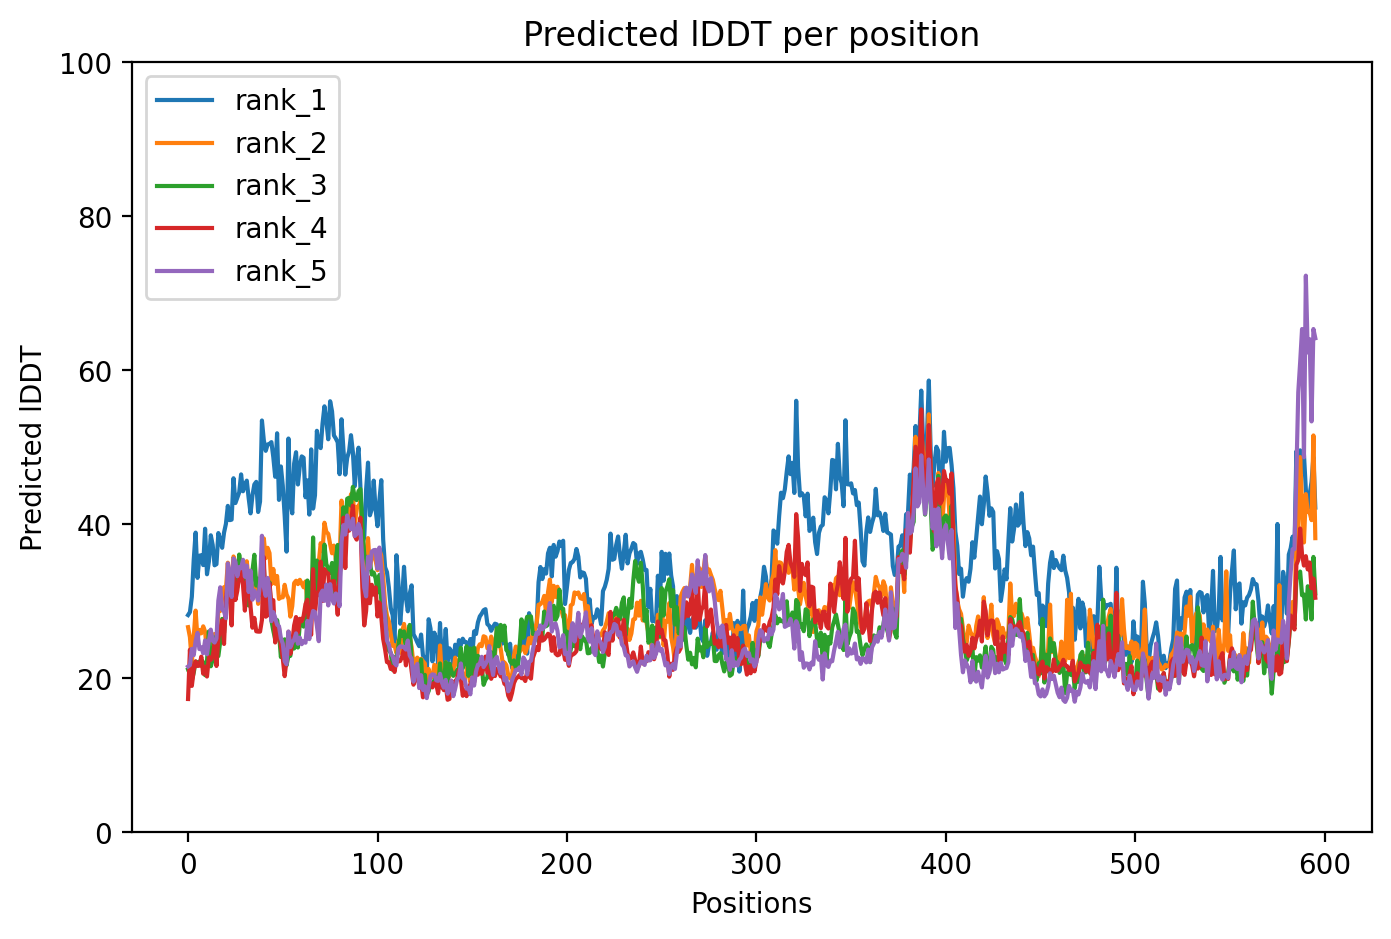 Predicted lDDT per position
100
80
60
40
20
0
Predicted lDDT
rank_1
rank_2
rank_3
rank_4
rank_5
0 100 200 300 400 500 600
Positions